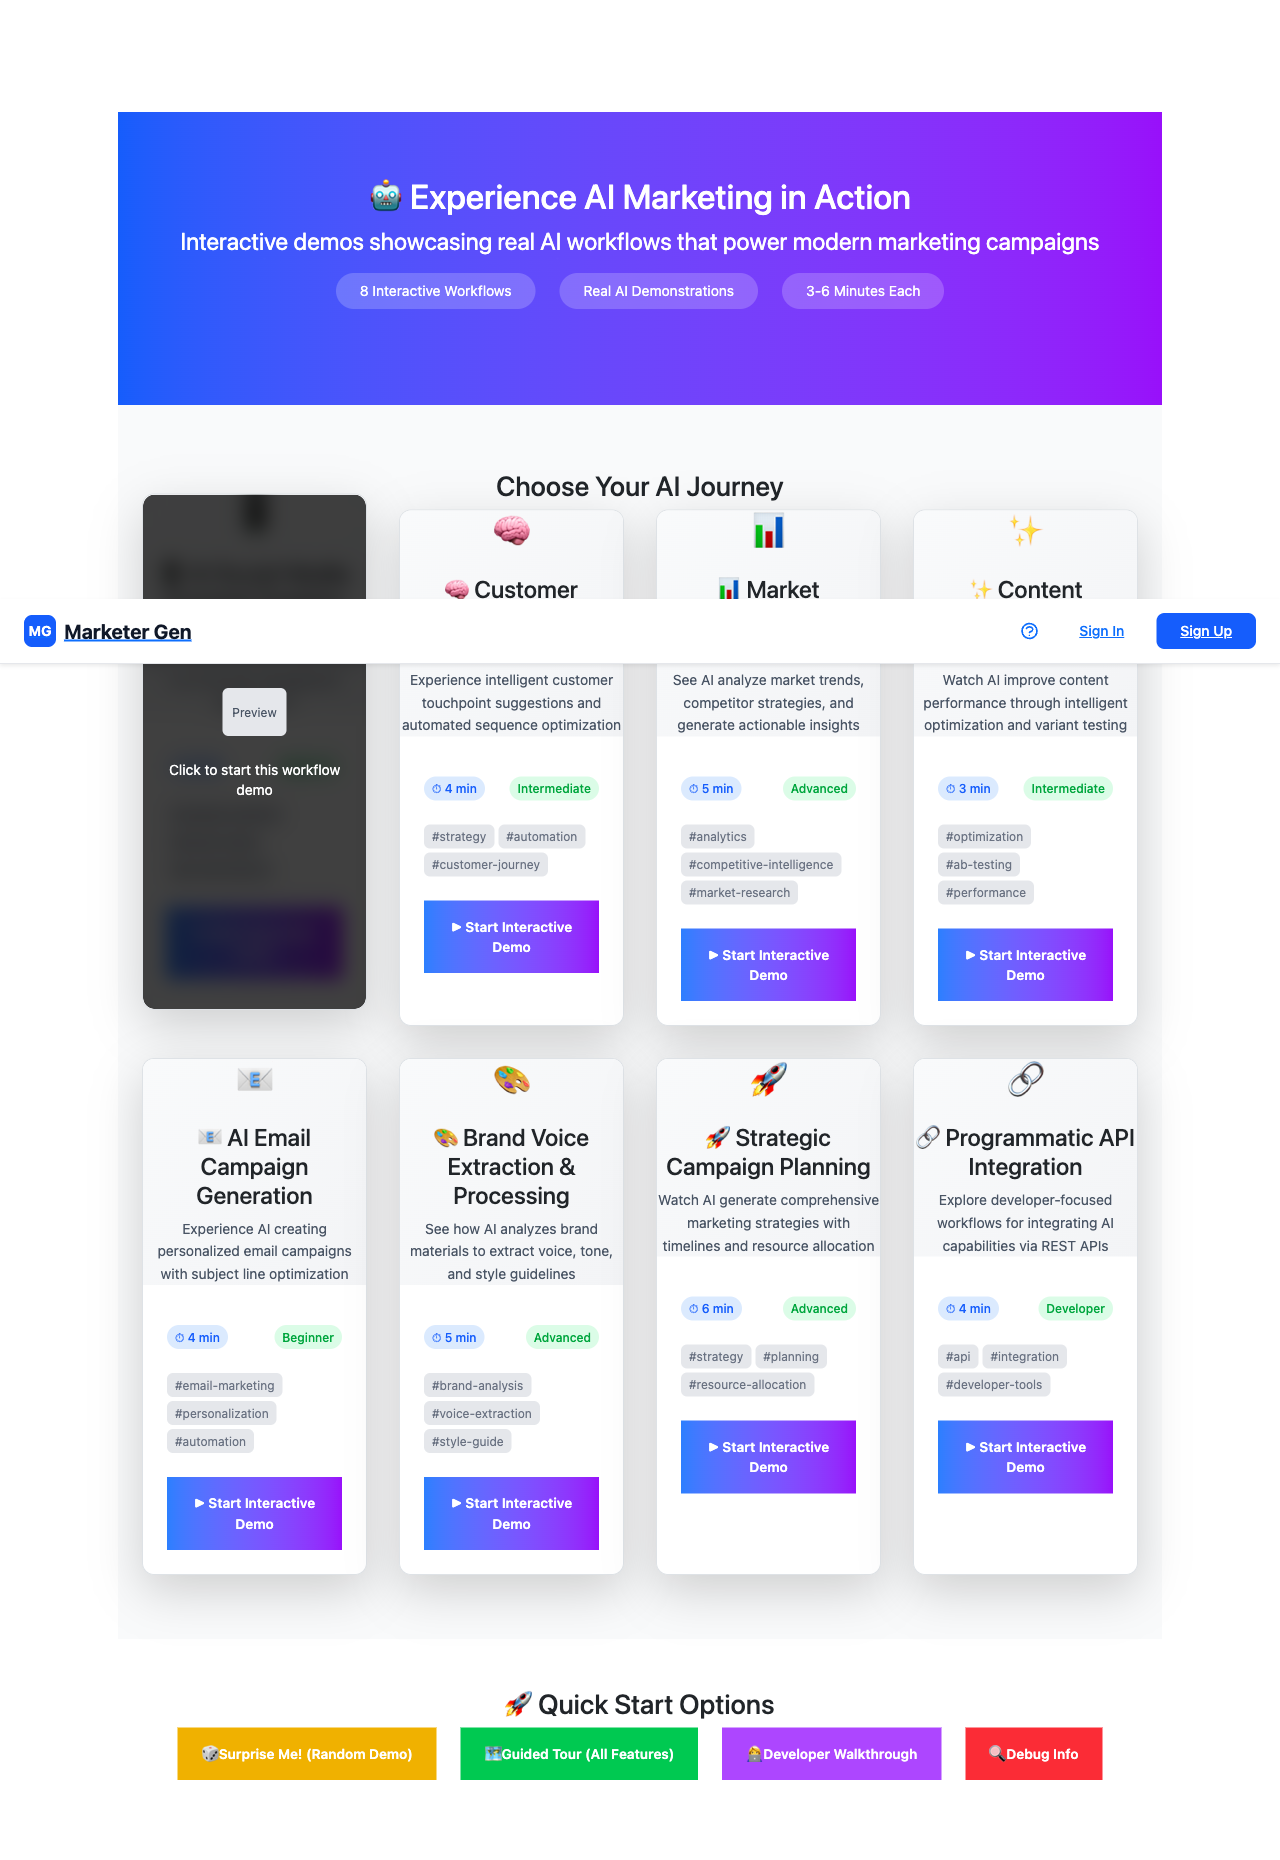 Experience AI Marketing in Action
Interactive demos showcasing real AI workflows that power modern marketing campaigns
8 Interactive Workflows
Real AI Demonstrations
3-6 Minutes Each
Choose Your AI Journey
Customer
Market
Content
MG Marketer Gen
Sign In
Sign Up
Preview
Click to start this workflow
demo
Experience intelligent customer
touchpoint suggestions and
automated sequence optimization
4 min
Intermediate
#strategy #automation
#customer-journey
Start Interactive
Demo
See AI analyze market trends,
competitor strategies, and
generate actionable insights
5 min
Advanced
#analytics
#competitive-intelligence
#market-research
Start Interactive
Demo
Watch AI improve content
performance through intelligent
optimization and variant testing
3 min
Intermediate
#optimization
#ab-testing
#performance
Start Interactive
Demo
AI Email
Campaign
Generation
Experience AI creating
personalized email campaigns
with subject line optimization
4 min
Beginner
#email-marketing
#personalization
#automation
Start Interactive
Demo
Brand Voice
Extraction &
Processing
See how AI analyzes brand
materials to extract voice, tone,
and style guidelines
5 min
Advanced
#brand-analysis
#voice-extraction
#style-guide
Start Interactive
Demo
Strategic
Campaign Planning
Watch AI generate comprehensive
marketing strategies with
timelines and resource allocation
6 min
Advanced
#strategy #planning
#resource-allocation
Start Interactive
Demo
Programmatic API
Integration
Explore developer-focused
workflows for integrating AI
capabilities via REST APIs
4 min
Developer
#api #integration
#developer-tools
Start Interactive
Demo
Quick Start Options
Surprise Me! (Random Demo)
Guided Tour (All Features)
Developer Walkthrough
Debug Info